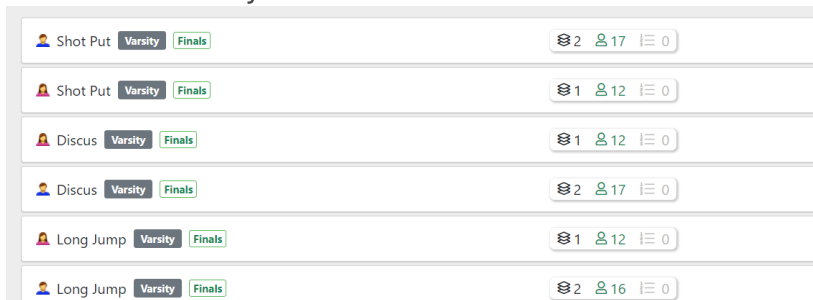 Shot Put Varsity Finals 2 17 0
Shot Put Varsity Finals 1 12 0
Discus Varsity Finals 1 12 0
Discus Varsity Finals 2 17 0
Long Jump Varsity Finals 1 12 0
Long Jump Varsity Finals 2 16 0